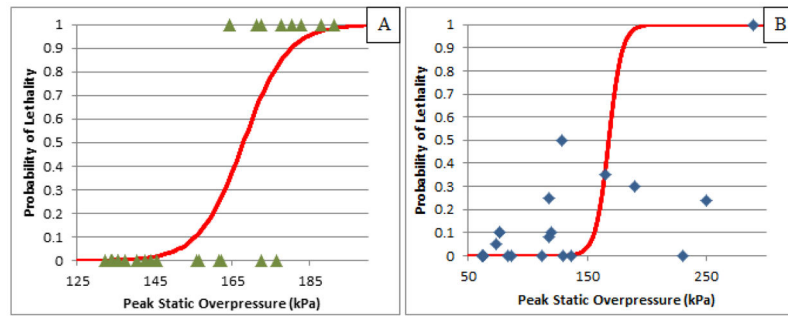 A
Probability of Lethality
1
0.9
0.8
0.7
0.6
0.5
0.4
0.3
0.2
0.1
0
125 145 165 185
Peak Static Overpressure (kPa)
B
Probability of Lethality
1
0.9
0.8
0.7
0.6
0.5
0.4
0.3
0.2
0.1
0
50 150 250
Peak Static Overpressure (kPa)